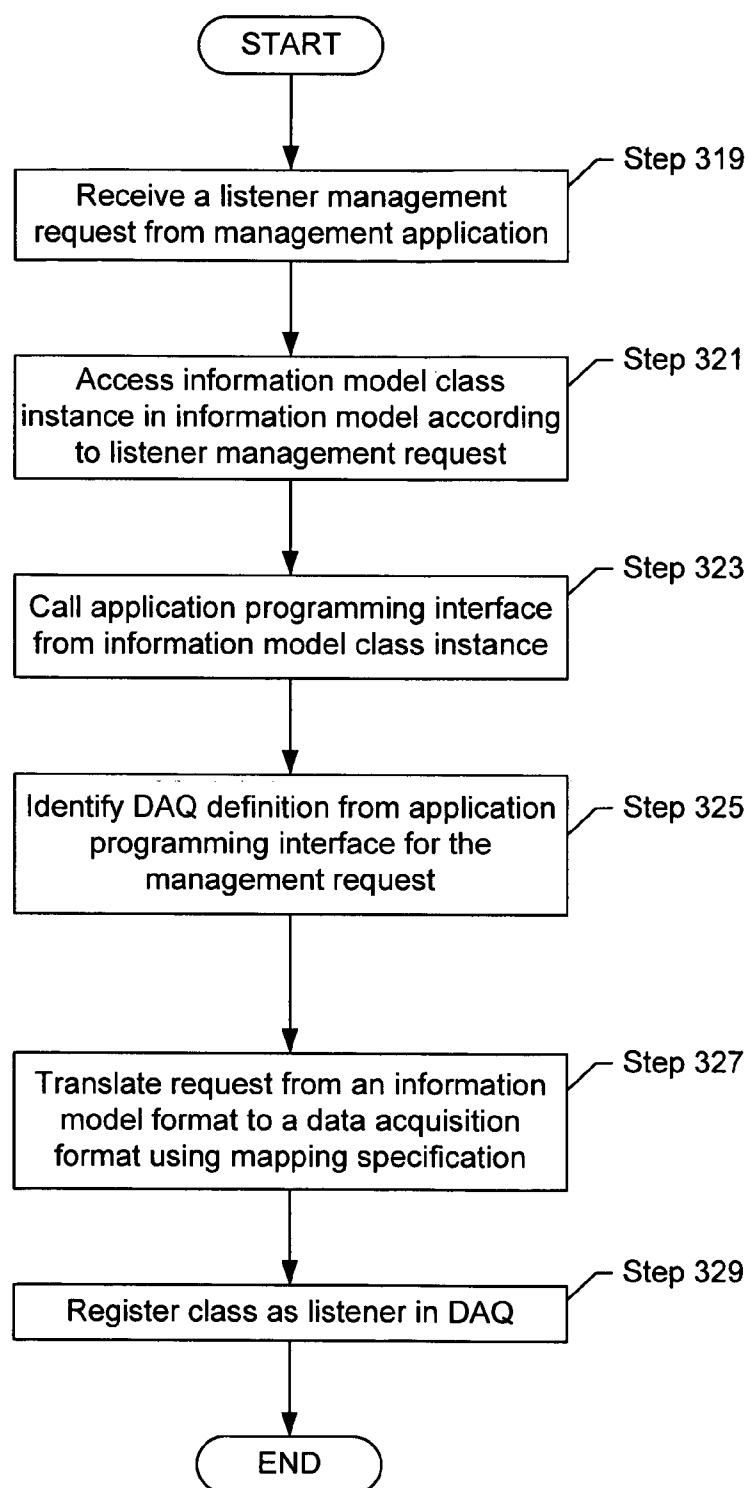 START
Step 319
Receive a listener management
request from management application
Step 321
Access information model class
instance in information model according
to listener management request
Step 323
Call application programming interface
from information model class instance
Step 325
Identify DAQ definition from application
programming interface for the
management request
Step 327
Translate request from an information
model format to a data acquisition
format using mapping specification
Step 329
Register class as listener in DAQ
END